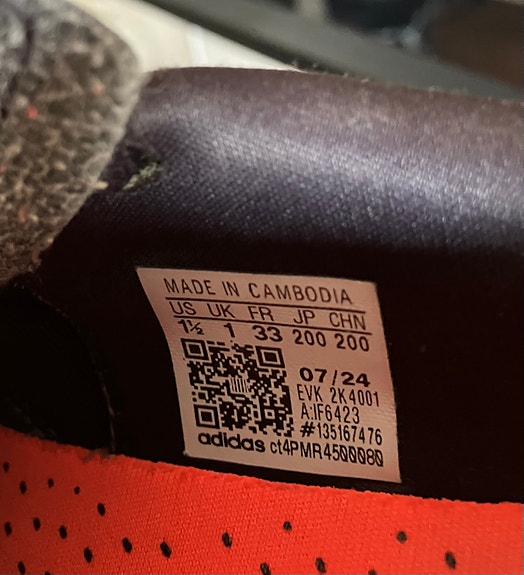 MADE IN CAMBODIA
US UK FR JP CHN
1½ 1 33 200 200
07/24
EVK 2K4001
A:IF6423
#135167476
adidas ct4PMR4500080